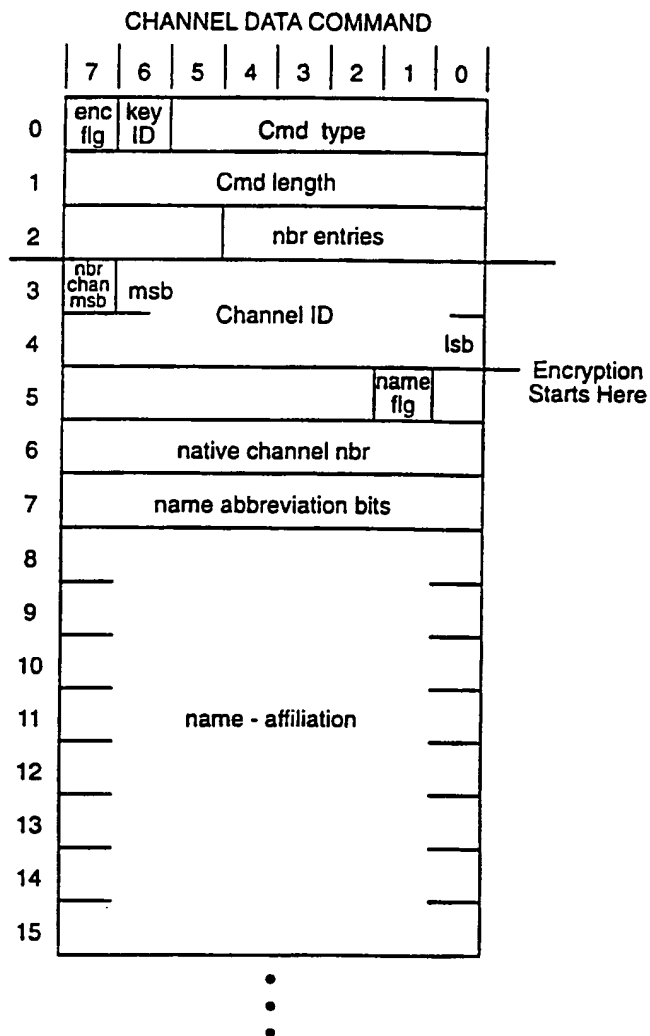 CHANNEL DATA COMMAND
7 6 5 4 3 2 1 0
0 enc flg key ID Cmd type
1 Cmd length
2 nbr entries
3 nbr chan msb msb
Channel ID
4 lsb
Encryption
Starts Here
5 name flg
6 native channel nbr
7 name abbreviation bits
8
9
10
11 name - affiliation
12
13
14
15